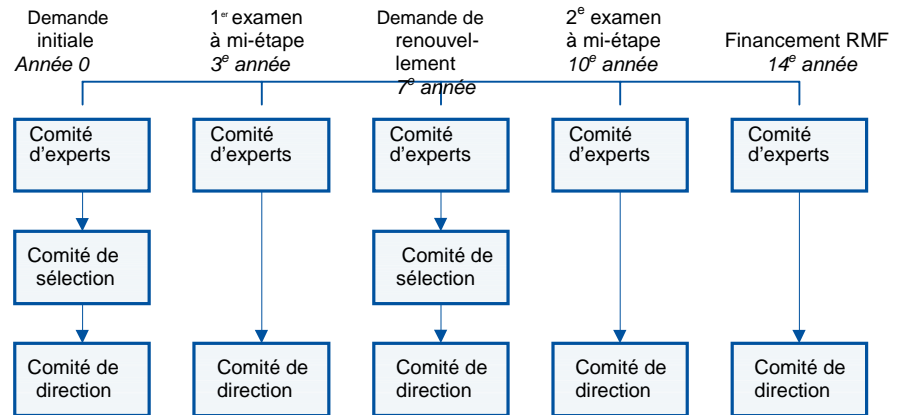 Demande
initiale
Année 0
1er examen
à mi-étape
3e année
Demande de
renouvel-
lement
7e année
2e examen
à mi-étape
10e année
Financement RMF
14e année
Comité
d'experts
Comité
d'experts
Comité
d'experts
Comité
d'experts
Comité
d'experts
Comité de
sélection
Comité de
sélection
Comité de
direction
Comité de
direction
Comité de
direction
Comité de
direction
Comité de
direction